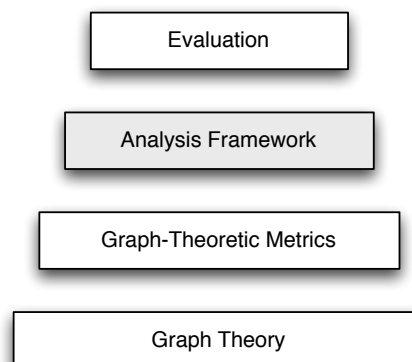 Evaluation
Analysis Framework
Graph-Theoretic Metrics
Graph Theory